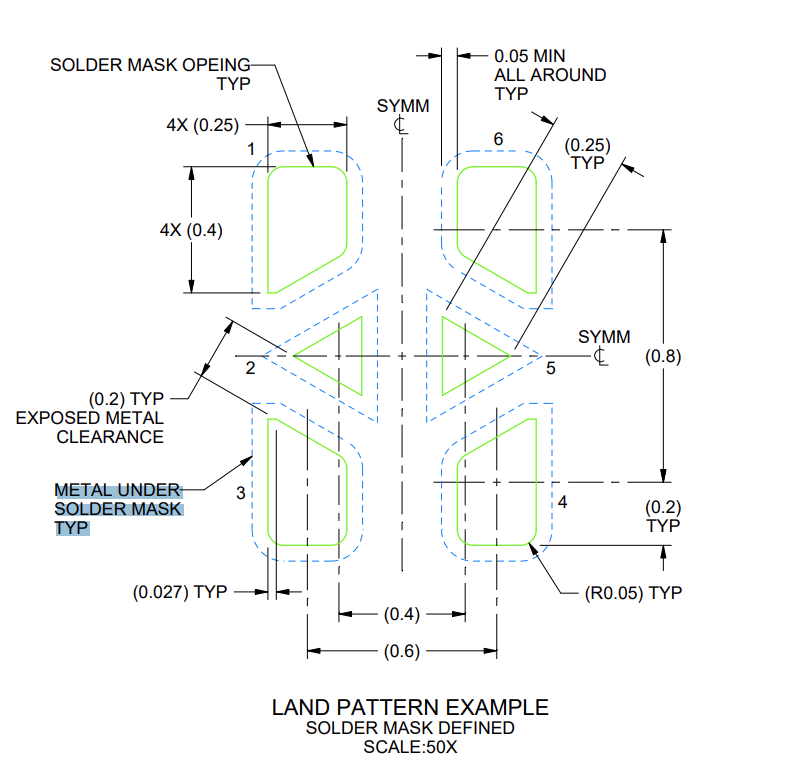 SOLDER MASK OPEING
TYP
0.05 MIN
ALL AROUND
TYP
SYMM
4X (0.25)
1
6
(0.25)
TYP
4X (0.4)
SYMM
(0.8)
2
5
(0.2) TYP
EXPOSED METAL
CLEARANCE
METAL UNDER
SOLDER MASK
TYP
3
4
(0.2)
TYP
(0.027) TYP
(R0.05) TYP
(0.4)
(0.6)
LAND PATTERN EXAMPLE
SOLDER MASK DEFINED
SCALE:50X